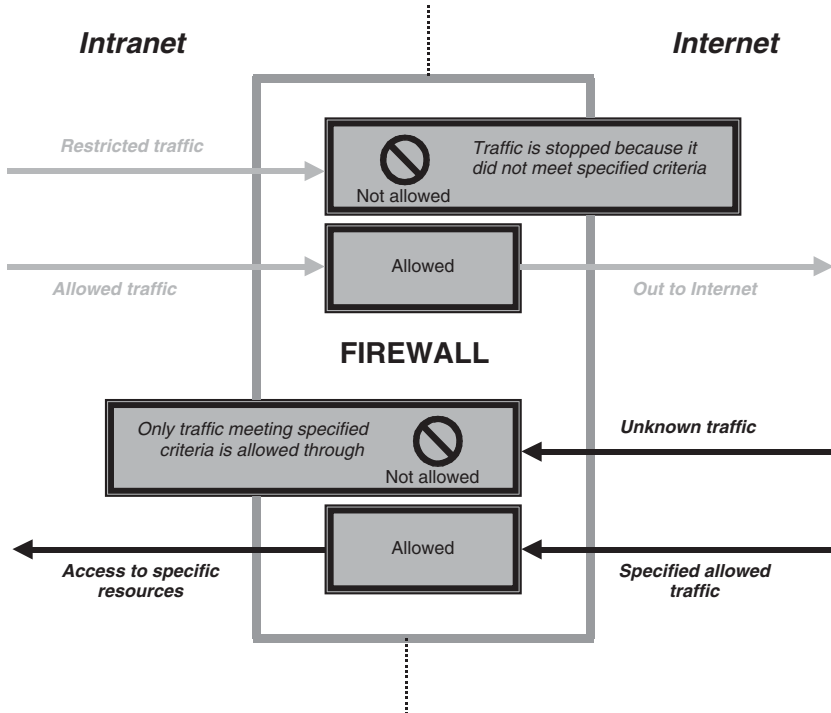 Intranet
Internet
Restricted traffic
Not allowed
Traffic is stopped because it
did not meet specified criteria
Allowed traffic
Allowed
Out to Internet
FIREWALL
Only traffic meeting specified
criteria is allowed through
Not allowed
Unknown traffic
Access to specific
resources
Allowed
Specified allowed
traffic